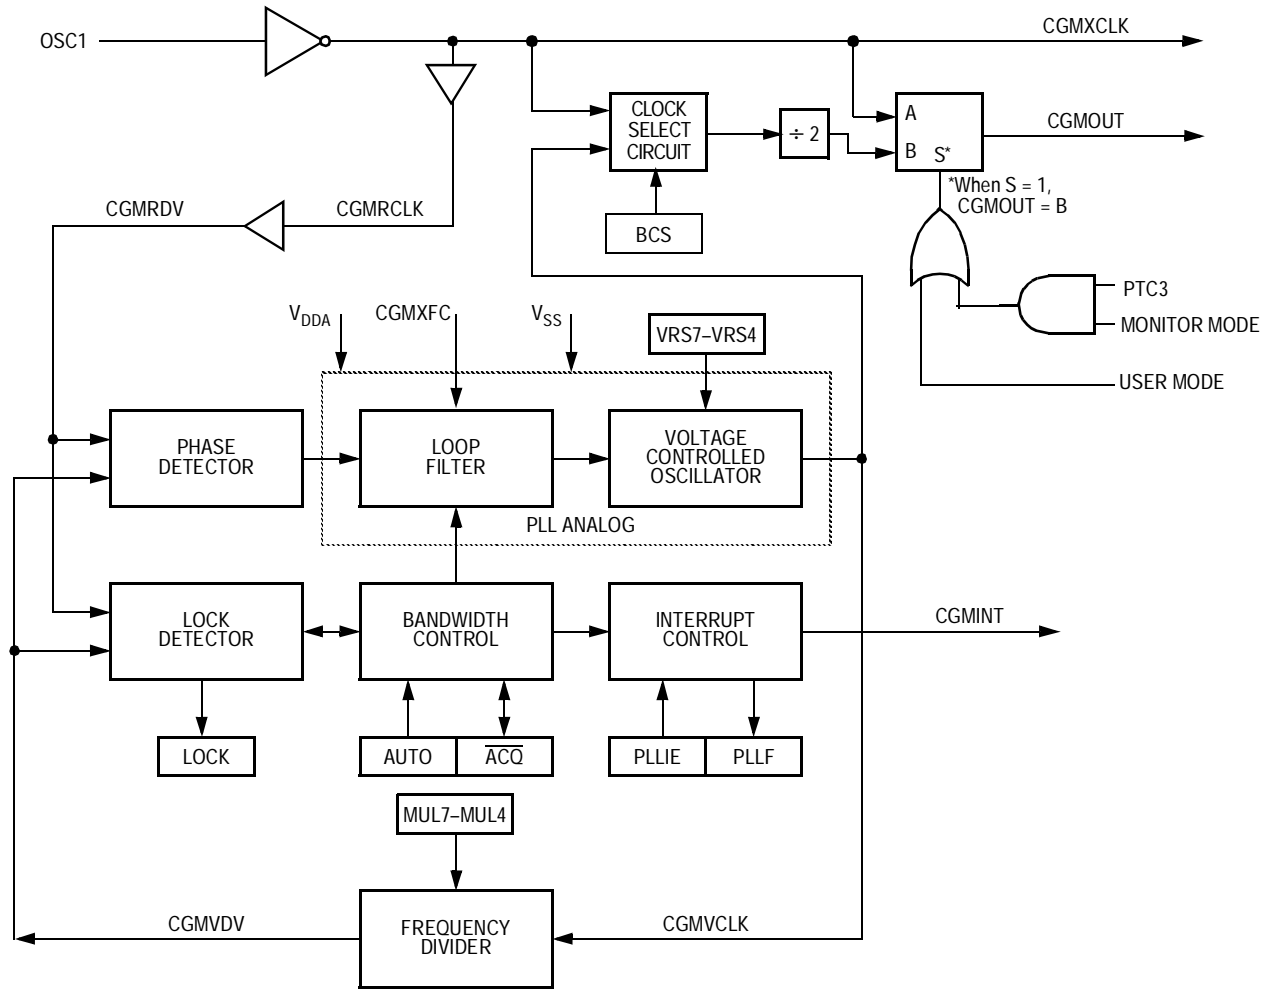 OSC1
CGMXCLK
CLOCK
SELECT
CIRCUIT
÷ 2
A
B
S*
CGMOUT
*When S = 1,
CGMOUT = B
CGMRDV
CGMRCLK
BCS
PTC3
MONITOR MODE
USER MODE
VDDA
CGMXFC
VSS
VRS7–VRS4
PHASE
DETECTOR
LOOP
FILTER
VOLTAGE
CONTROLLED
OSCILLATOR
PLL ANALOG
LOCK
DETECTOR
BANDWIDTH
CONTROL
INTERRUPT
CONTROL
CGMINT
LOCK
AUTO
ACQ
PLLIE
PLLF
MUL7–MUL4
CGMVDV
FREQUENCY
DIVIDER
CGMVCLK